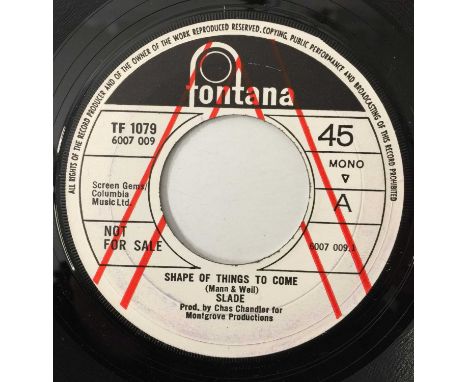 ALL RIGHTS OF THE RECORD PRODUCER AND OF THE OWNER OF THE WORK REPRODUCED RESERVED. COPYING, PUBLIC PERFORMANCE AND BROADCASTING OF THIS RECORD PROHIBITED
fontana
TF 1079
6007 009
45
MONO
Screen Gems/
Columbia
Music Ltd.
A
NOT
FOR SALE
6007 009.1
SHAPE OF THINGS TO COME
(Mann & Weil)
SLADE
Prod. by Chas Chandler for
Montgrove Productions